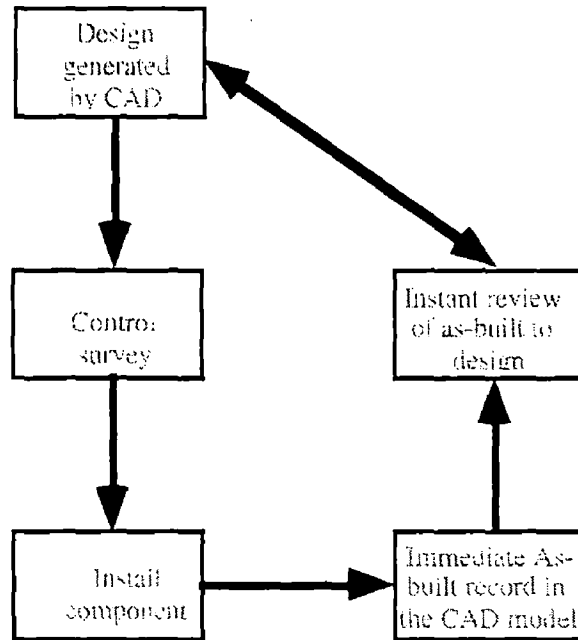 Design
generated
by CAD
Control
survey
Install
component
Immediate As-
built record in
the CAD model
Instant review
of as-built to
design